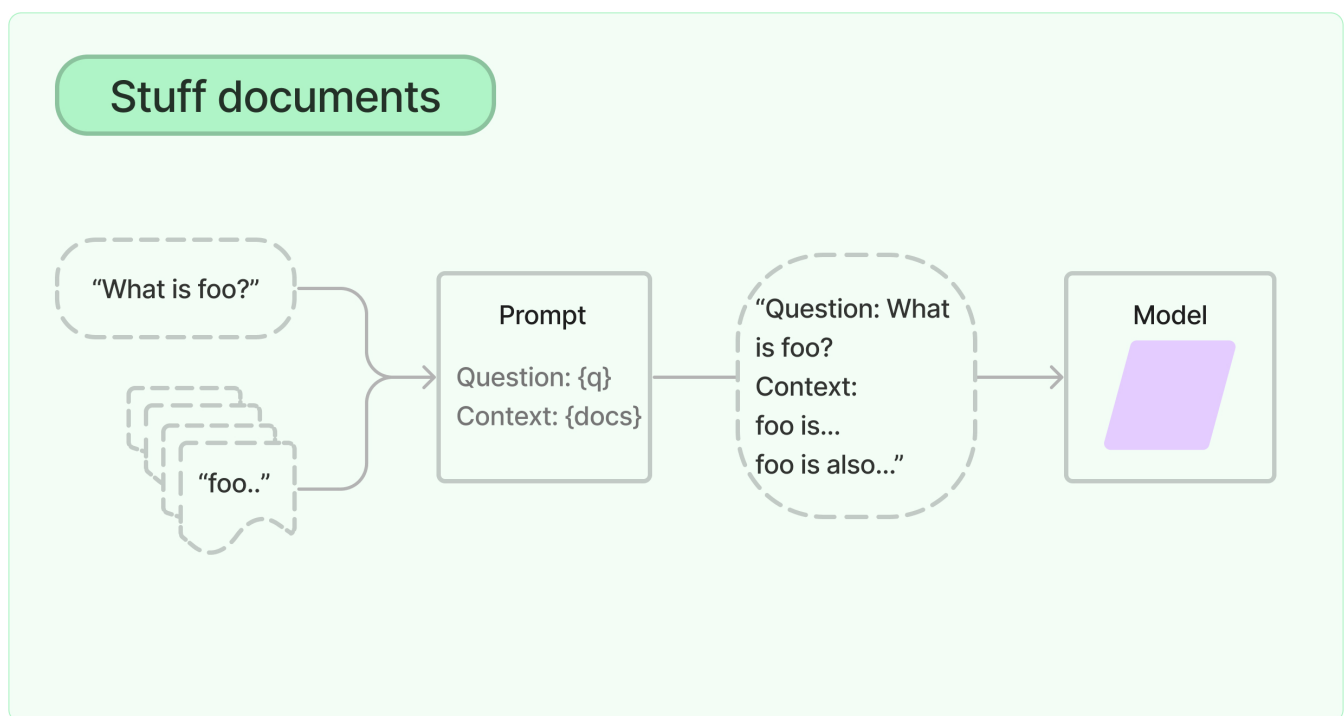 Stuff documents
“What is foo?”
“foo..”
Prompt
Question: {q}
Context: {docs}
“Question: What
is foo?
Context:
foo is...
foo is also...”
Model